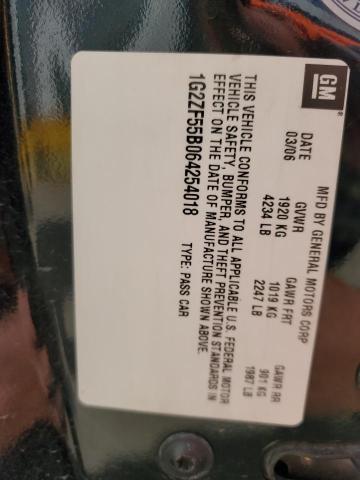 GM
MFD BY GENERAL MOTORS CORP
DATE GVWR GAWR FRT GAWR RR
03/06 1920 KG 1019 KG 901 KG
4234 LB 2247 LB 1987 LB
THIS VEHICLE CONFORMS TO ALL APPLICABLE U.S. FEDERAL MOTOR
VEHICLE SAFETY, BUMPER, AND THEFT PREVENTION STANDARDS IN
EFFECT ON THE DATE OF MANUFACTURE SHOWN ABOVE.
1G2ZF55B064254018 TYPE: PASS CAR